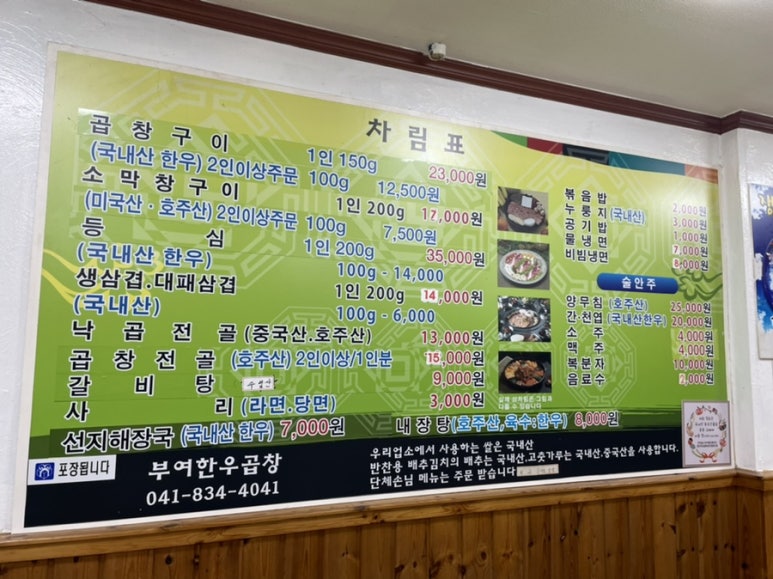 차림표
곱창구이 1인 150g 23,000원
(국내산 한우) 2인이상주문 100g 12,500원
소막창구이 1인 200g 17,000원
(미국산·호주산) 2인이상주문 100g 7,500원
등심 1인 200g 35,000원
(국내산 한우) 100g - 14,000
생삼겹.대패삼겹 1인 200g 14,000원
(국내산) 100g - 6,000
낙곱전골 (중국산.호주산) 13,000원
곱창전골 (호주산) 2인이상/1인분 15,000원
갈비탕 9,000원
사리 (라면.당면) 3,000원
선지해장국 (국내산 한우) 7,000원 내장탕(호주산,육수:한우) 8,000원
볶음밥 2,000원
누룽지(국내산) 3,000원
공기밥 1,000원
물냉면 7,000원
비빔냉면 8,000원
술안주
양무침 (호주산) 25,000원
간·천엽 (국내산한우) 20,000원
소주 4,000원
맥주 4,000원
복분자 10,000원
음료수 2,000원
실제 상차림은 그림과
다를 수 있습니다
포장됩니다
부여한우곱창
041-834-4041
우리업소에서 사용하는 쌀은 국내산
반찬용 배추김치의 배추는 국내산.고춧가루는 국내산.중국산을 사용합니다.
단체손님 메뉴는 주문 받습니다